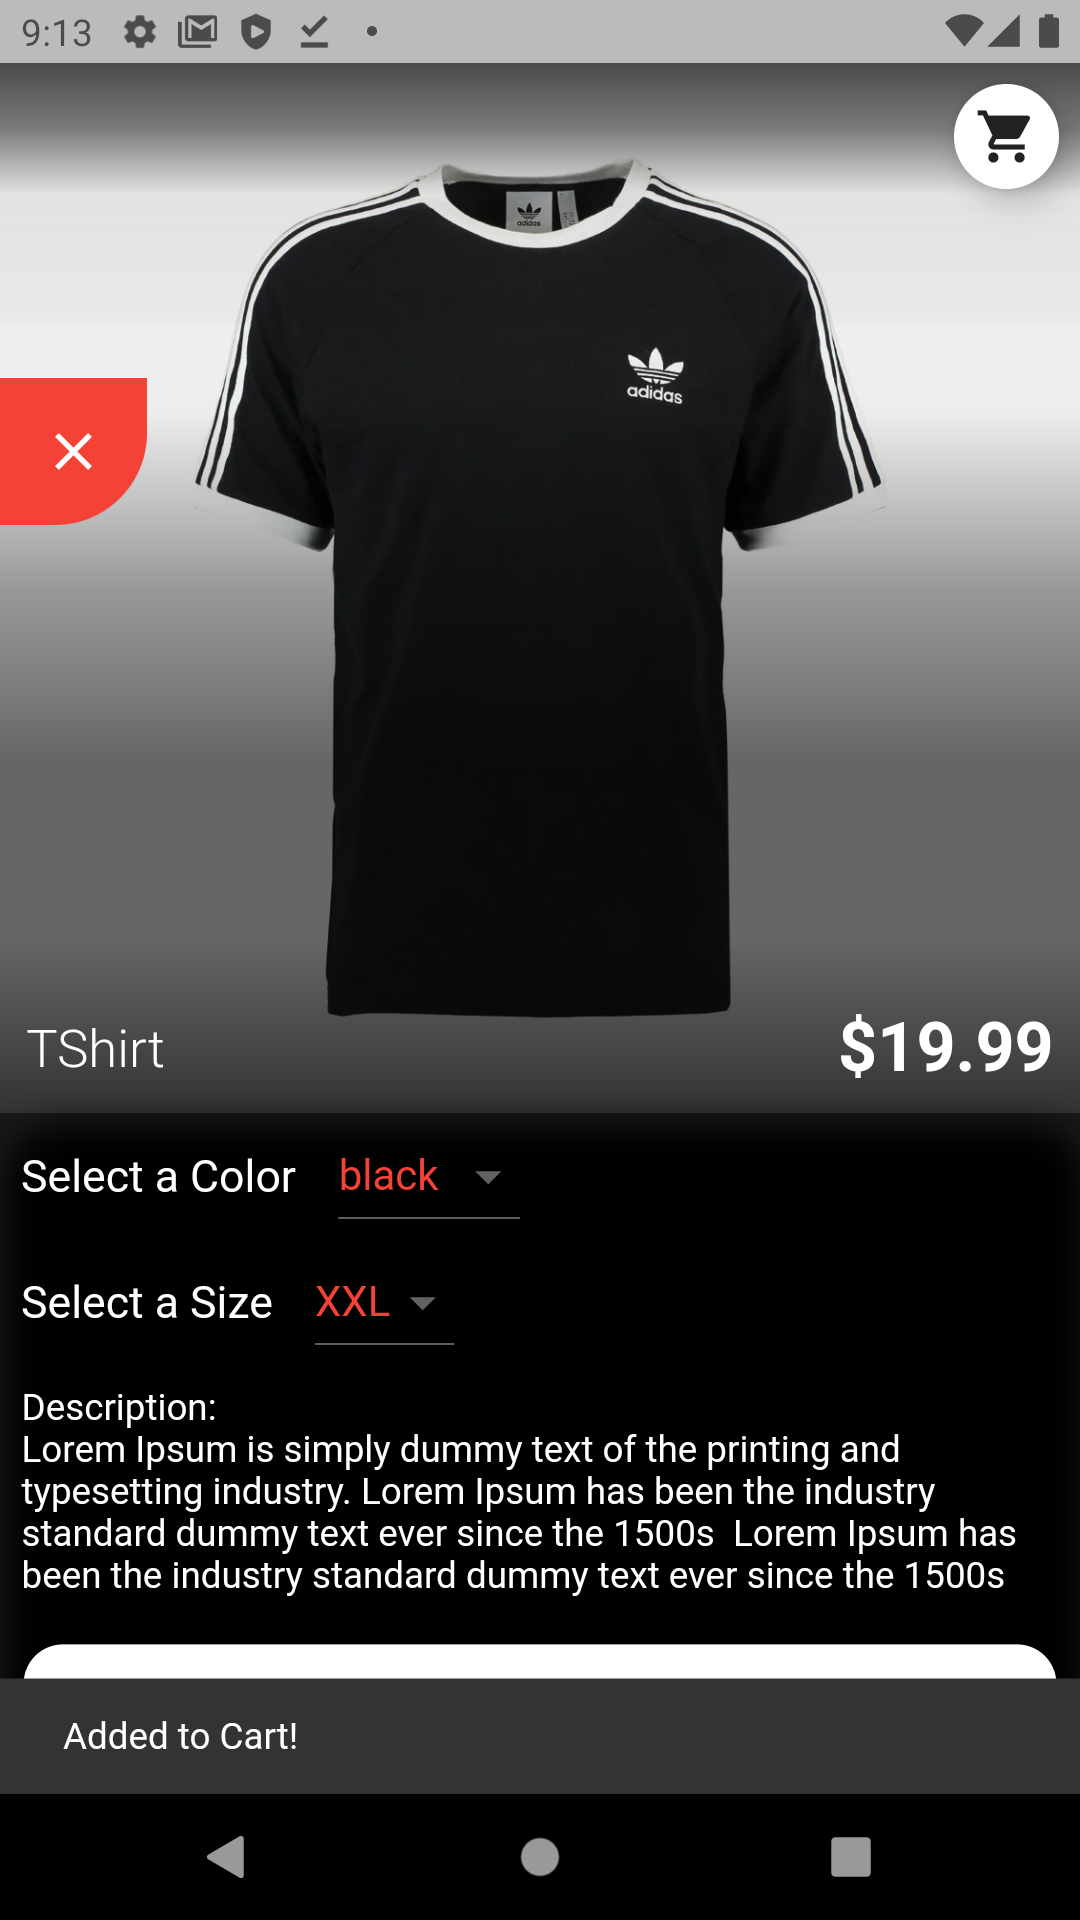 9:13
adidas
adidas
TShirt
$19.99
Select a Color black
Select a Size XXL
Description:
Lorem Ipsum is simply dummy text of the printing and
typesetting industry. Lorem Ipsum has been the industry
standard dummy text ever since the 1500s  Lorem Ipsum has
been the industry standard dummy text ever since the 1500s
Added to Cart!